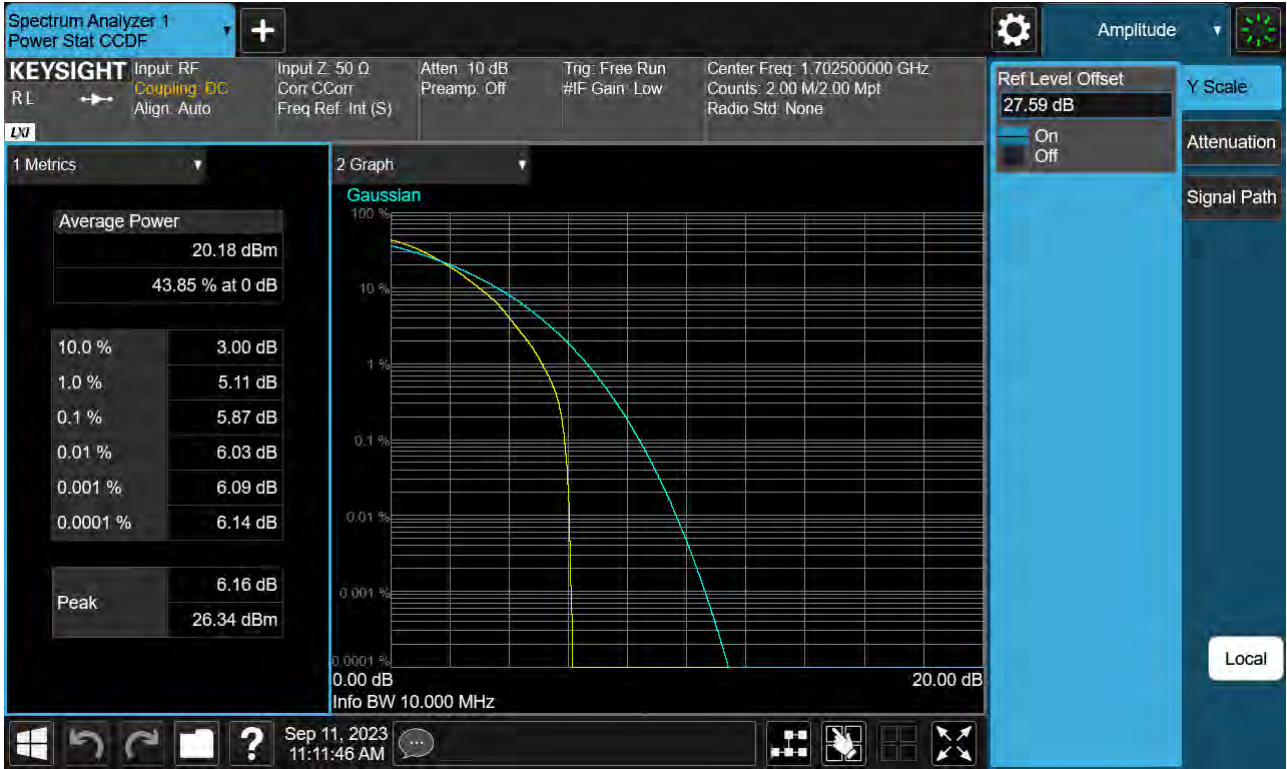 Spectrum Analyzer 1
Power Stat CCDF
Amplitude
KEYSIGHT
R L
LXI
Input: RF
Coupling: DC
Align: Auto
Input Z: 50 Ω
Corr CCorr
Freq Ref: Int (S)
Atten: 10 dB
Preamp: Off
Trig: Free Run
#IF Gain: Low
Center Freq: 1.702500000 GHz
Counts: 2.00 M/2.00 Mpt
Radio Std: None
Ref Level Offset
27.59 dB
On
Off
Y Scale
Attenuation
Signal Path
Local
1 Metrics
Average Power
20.18 dBm
43.85 % at 0 dB
10.0 % 3.00 dB
1.0 % 5.11 dB
0.1 % 5.87 dB
0.01 % 6.03 dB
0.001 % 6.09 dB
0.0001 % 6.14 dB
Peak
6.16 dB
26.34 dBm
2 Graph
Gaussian
100 %
10 %
1 %
0.1 %
0.01 %
0.001 %
0.0001 %
0.00 dB 20.00 dB
Info BW 10.000 MHz
Sep 11, 2023
11:11:46 AM